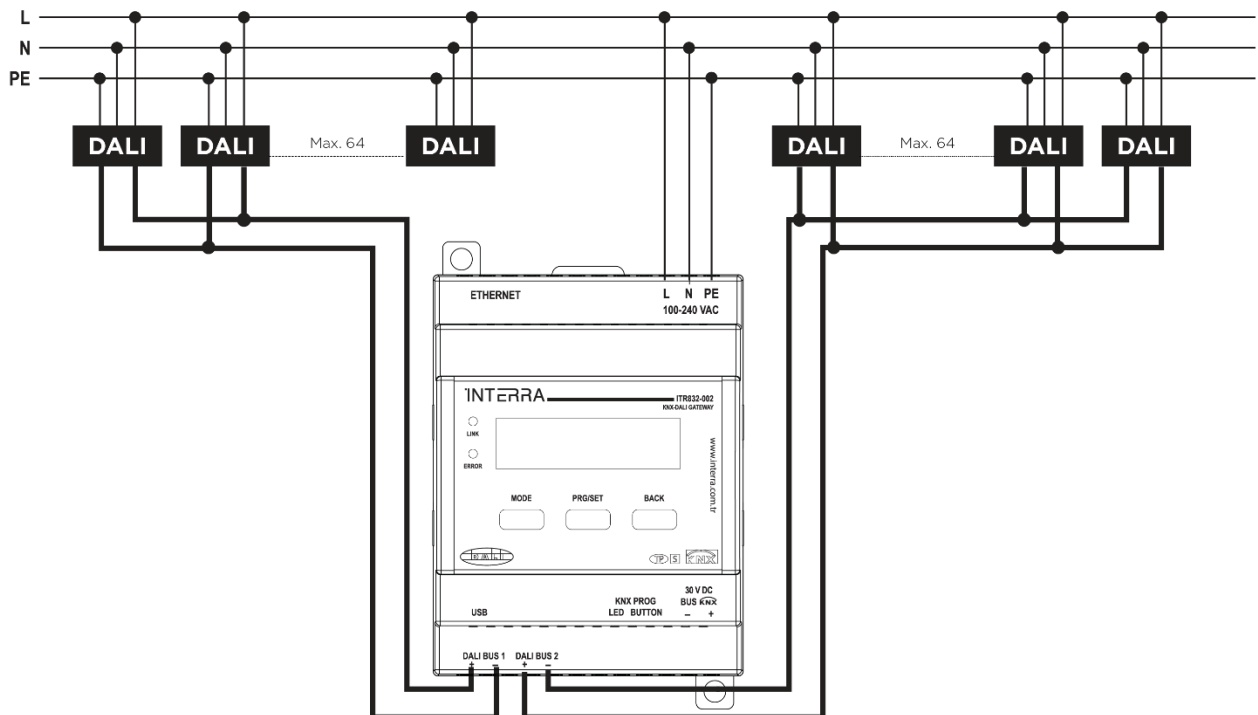 L
N
PE
DALI DALI Max. 64 DALI DALI Max. 64 DALI DALI
ETHERNET L N PE
100-240 VAC
INTERRA ITR832-002
KNX-DALI GATEWAY
LINK
ERROR
www.interra.com.tr
MODE PRG/SET BACK
TP S KNX
30 V DC
KNX PROG BUS KNX
USB LED BUTTON − +
DALI BUS 1 DALI BUS 2
+ − + −